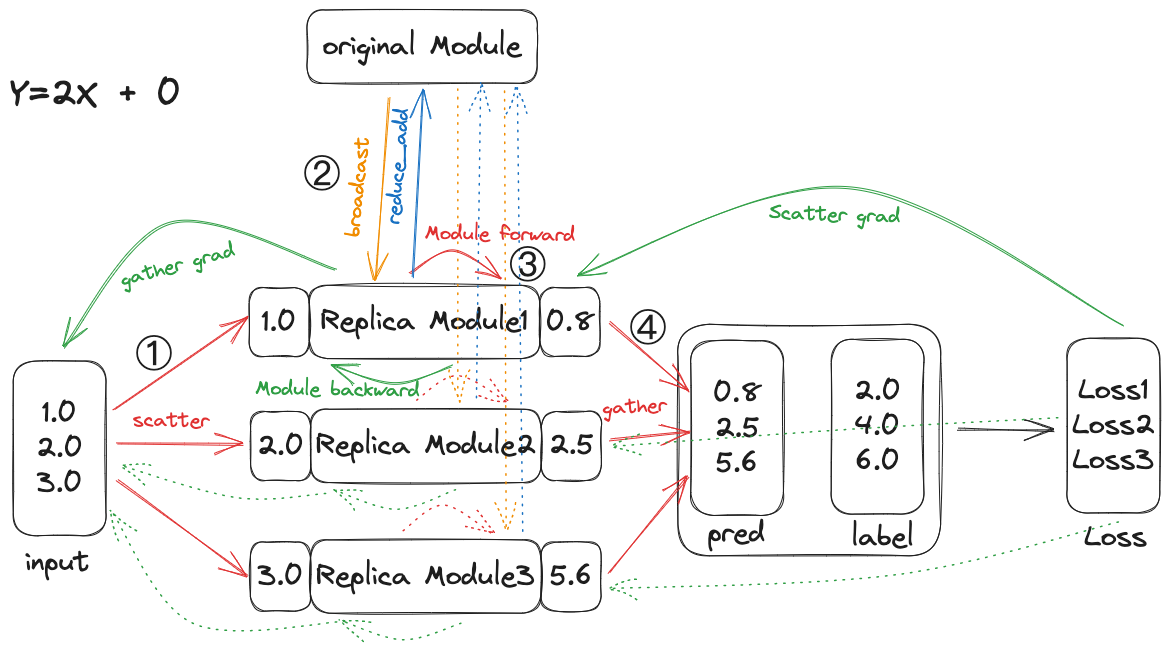 original Module
Y=2X + 0
②
broadcast
reduce_add
Module forward
③
Scatter grad
gather grad
1.0
Replica Module1
0.8
①
④
Module backward
scatter
gather
1.0
2.0
3.0
input
2.0
Replica Module2
2.5
3.0
Replica Module3
5.6
0.8
2.5
5.6
pred
2.0
4.0
6.0
label
Loss1
Loss2
Loss3
Loss